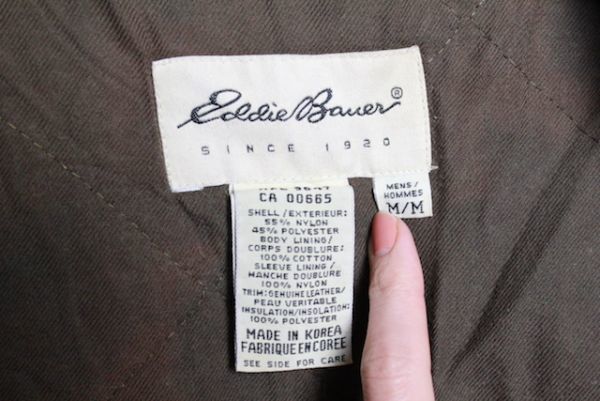 Eddie Bauer®
SINCE 1920
CA 00665
SHELL/EXTERIEUR:
55% NYLON
45% POLYESTER
BODY LINING/
CORPS DOUBLURE:
100% COTTON
SLEEVE LINING/
MANCHE DOUBLURE
100% NYLON
TRIM:GENUINE LEATHER/
PEAU VERITABLE
INSULATION/INSOLATION:
100% POLYESTER
MADE IN KOREA
FABRIQUE EN COREE
SEE SIDE FOR CARE
MENS/
HOMMES
M/M